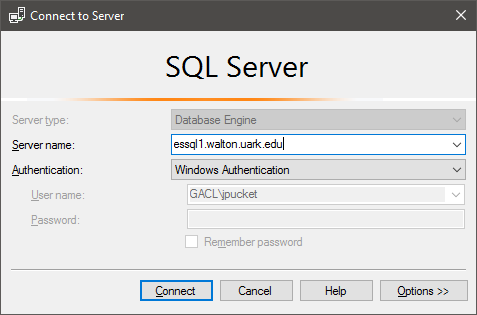 Connect to Server
SQL Server
Server type: Database Engine
Server name: essql1.walton.uark.edu
Authentication: Windows Authentication
User name: GACL\jpucket
Password:
Remember password
Connect Cancel Help Options >>